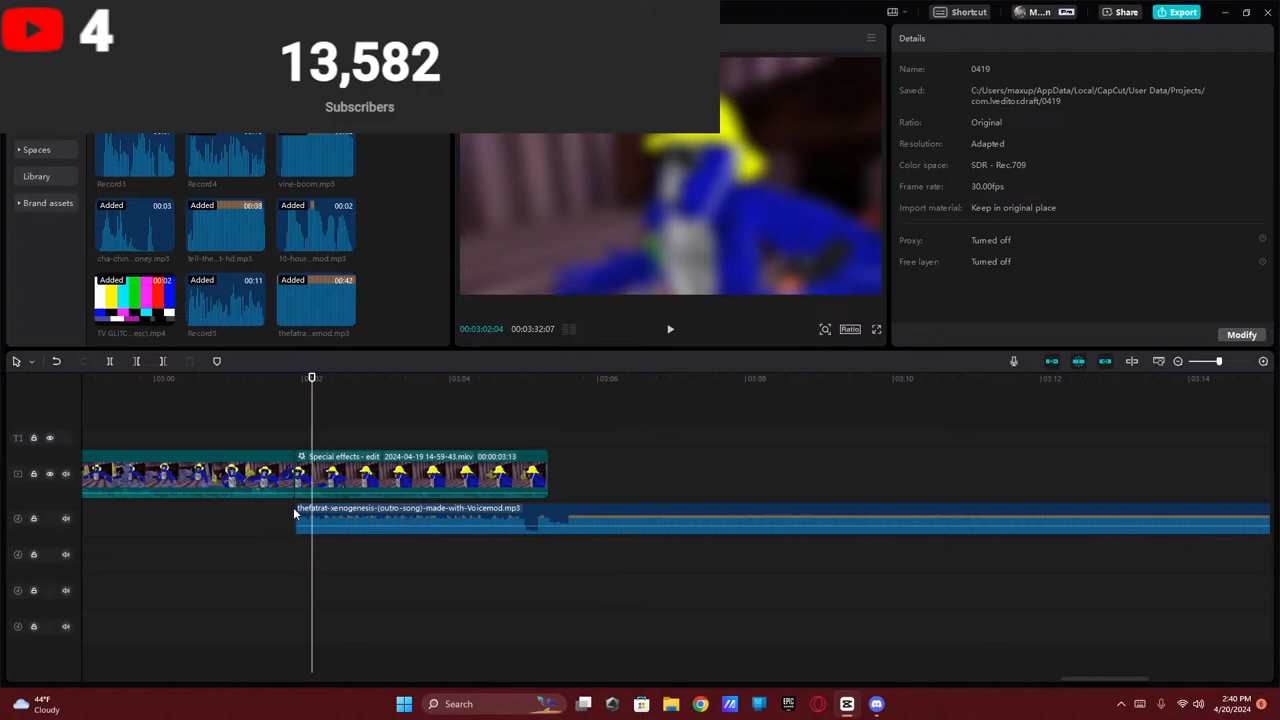 4
13,582
Subscribers
Shortcut
M...n
Pro
Share
Export
Details
Name: 0419
Saved: C:/Users/maxup/AppData/Local/CapCut/User Data/Projects/
com.lveditor.draft/0419
Ratio: Original
Resolution: Adapted
Color space: SDR - Rec.709
Frame rate: 30.00fps
Import material: Keep in original place
Proxy: Turned off
Free layer: Turned off
Modify
Spaces
Library
Brand assets
Record3
Record4
vine-boom.mp3
Added 00:03
Added 00:08
Added 00:02
cha-chin...oney.mp3
tell-the...t-hd.mp3
10-hour...mod.mp3
Added 00:02
Added 00:11
Added 00:42
TV GLITC...esc).mp4
Record5
thefatra...emod.mp3
00:03:02:04 00:03:32:07
Ratio
03:00 03:02 03:04 03:06 03:08 03:10 03:12 03:14
Special effects - edit 2024-04-19 14-59-43.mkv 00:00:03:13
thefatrat-xenogenesis-(outro-song)-made-with-Voicemod.mp3
44°F
Cloudy
Search
EPIC
2:40 PM
4/20/2024